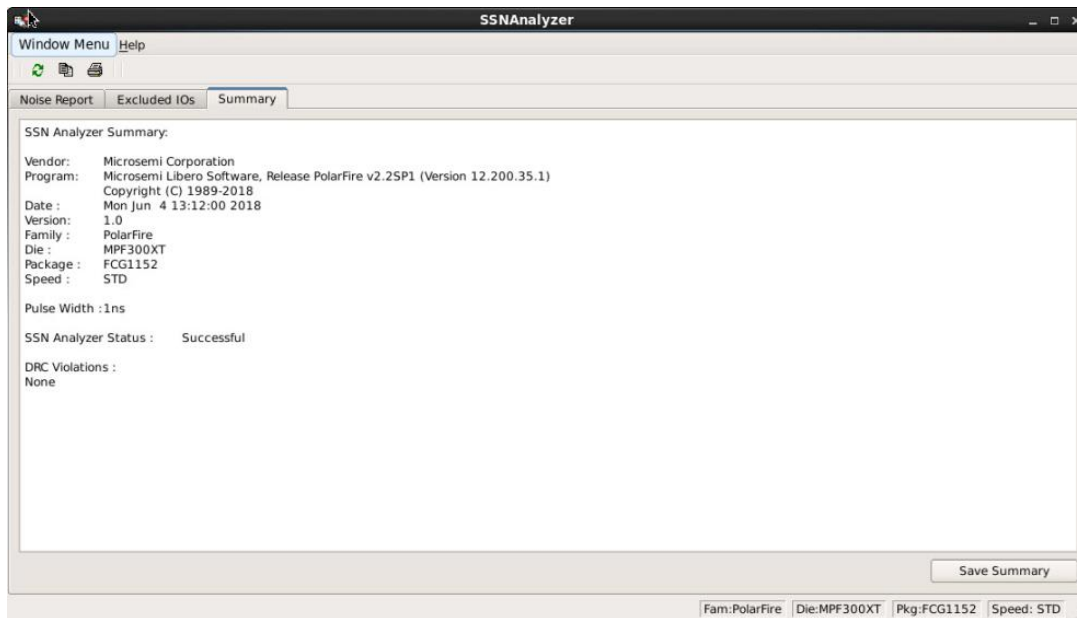 SSNAnalyzer
Window Menu Help
Noise Report Excluded IOs Summary
SSN Analyzer Summary:
Vendor: Microsemi Corporation
Program: Microsemi Libero Software, Release PolarFire v2.2SP1 (Version 12.200.35.1)
Copyright (C) 1989-2018
Date : Mon Jun 4 13:12:00 2018
Version: 1.0
Family : PolarFire
Die : MPF300XT
Package : FCG1152
Speed : STD
Pulse Width :1ns
SSN Analyzer Status : Successful
DRC Violations :
None
Save Summary
Fam:PolarFire Die:MPF300XT Pkg:FCG1152 Speed: STD